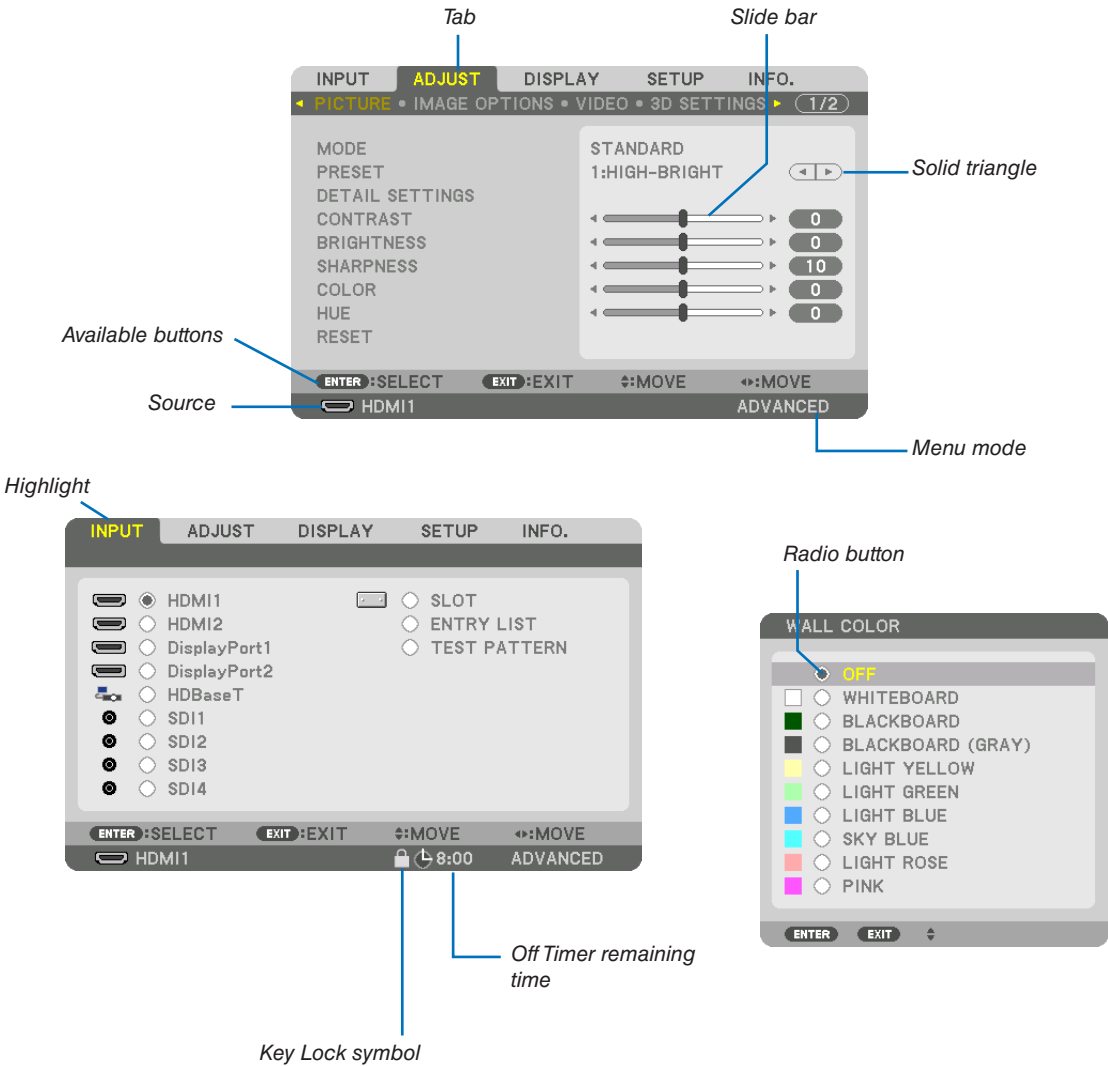 Tab
Slide bar
INPUT ADJUST DISPLAY SETUP INFO.
PICTURE • IMAGE OPTIONS • VIDEO • 3D SETTINGS 1/2
MODE STANDARD
PRESET 1:HIGH-BRIGHT
Solid triangle
DETAIL SETTINGS
CONTRAST 0
BRIGHTNESS 0
SHARPNESS 10
COLOR 0
HUE 0
RESET
Available buttons
ENTER :SELECT EXIT :EXIT :MOVE :MOVE
Source
HDMI1 ADVANCED
Menu mode
Highlight
INPUT ADJUST DISPLAY SETUP INFO.
HDMI1 SLOT
HDMI2 ENTRY LIST
DisplayPort1 TEST PATTERN
DisplayPort2
HDBaseT
SDI1
SDI2
SDI3
SDI4
ENTER :SELECT EXIT :EXIT :MOVE :MOVE
HDMI1 8:00 ADVANCED
Off Timer remaining
time
Key Lock symbol
Radio button
WALL COLOR
OFF
WHITEBOARD
BLACKBOARD
BLACKBOARD (GRAY)
LIGHT YELLOW
LIGHT GREEN
LIGHT BLUE
SKY BLUE
LIGHT ROSE
PINK
ENTER EXIT